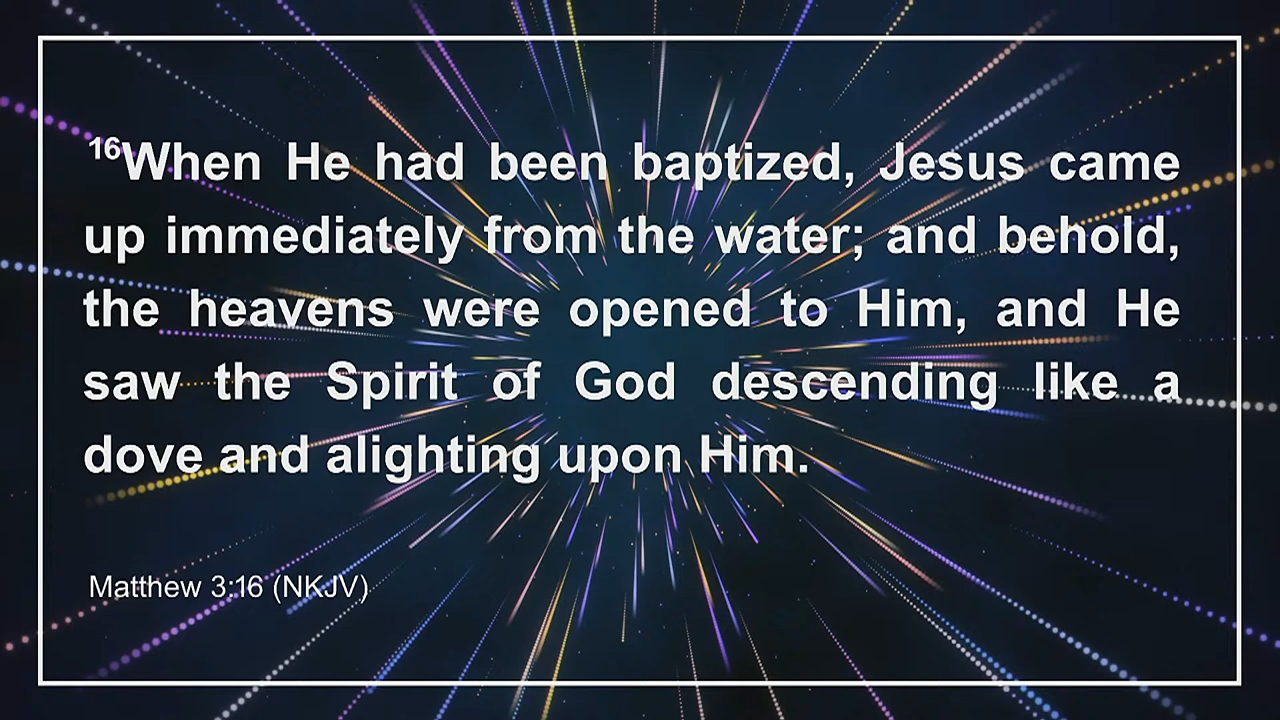 16When He had been baptized, Jesus came
up immediately from the water; and behold,
the heavens were opened to Him, and He
saw the Spirit of God descending like a
dove and alighting upon Him.
Matthew 3:16 (NKJV)